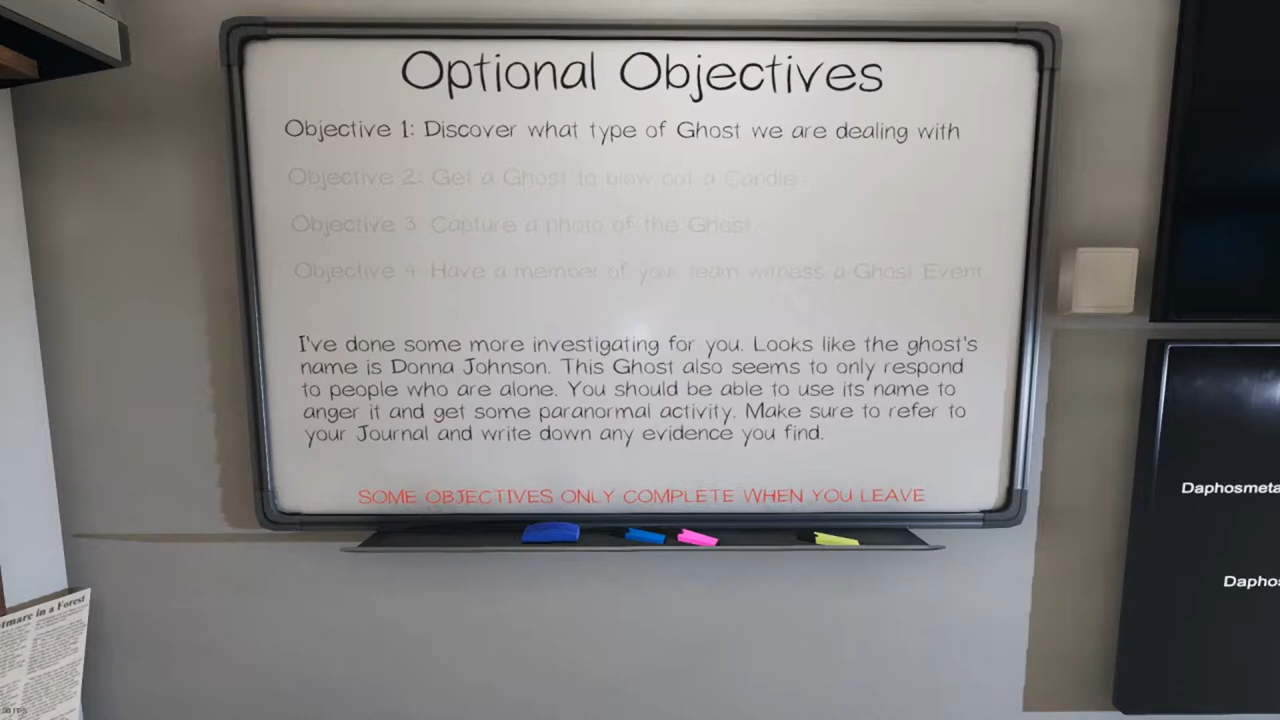 Optional Objectives
Objective 1: Discover what type of Ghost we are dealing with
Objective 2: Get a Ghost to blow out a Candle
Objective 3: Capture a photo of the Ghost
Objective 4: Have a member of your team witness a Ghost Event
I've done some more investigating for you. Looks like the ghost's
name is Donna Johnson. This Ghost also seems to only respond
to people who are alone. You should be able to use its name to
anger it and get some paranormal activity. Make sure to refer to
your Journal and write down any evidence you find.
SOME OBJECTIVES ONLY COMPLETE WHEN YOU LEAVE
Daphosmeta
Daphos
tmare in a Forest